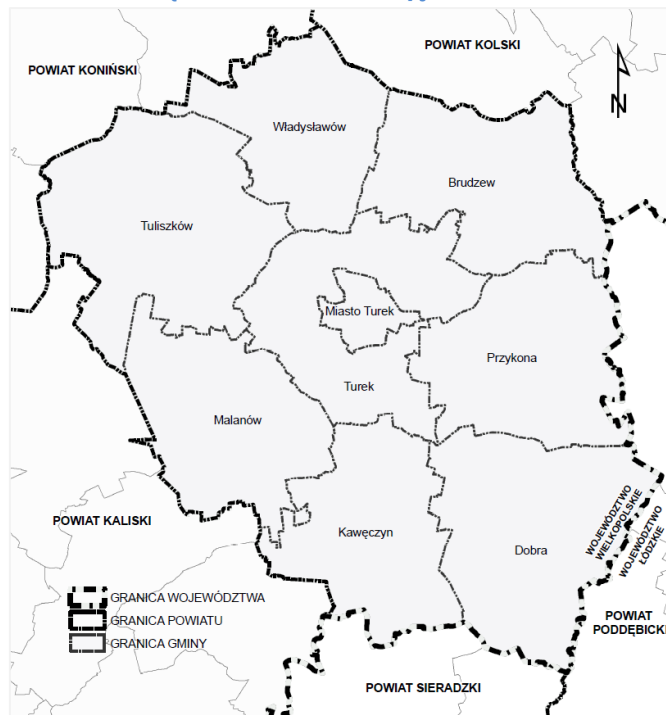 POWIAT KOLSKI
POWIAT KONIŃSKI
N
Władysławów
Brudzew
Tuliszków
Miasto Turek
Przykona
Turek
Malanów
POWIAT KALISKI
Kawęczyn
Dobra
WOJEWÓDZTWO
WIELKOPOLSKIE
WOJEWÓDZTWO
ŁÓDZKIE
GRANICA WOJEWÓDZTWA
GRANICA POWIATU
GRANICA GMINY
POWIAT
PODDĘBICKI
POWIAT SIERADZKI